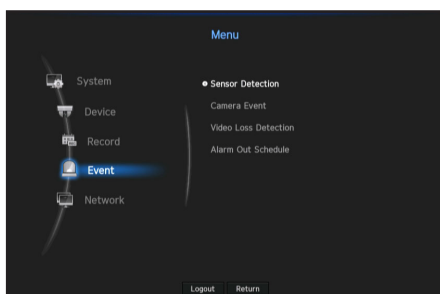 Menu
System
Device
Record
Event
Network
Sensor Detection
Camera Event
Video Loss Detection
Alarm Out Schedule
Logout Return